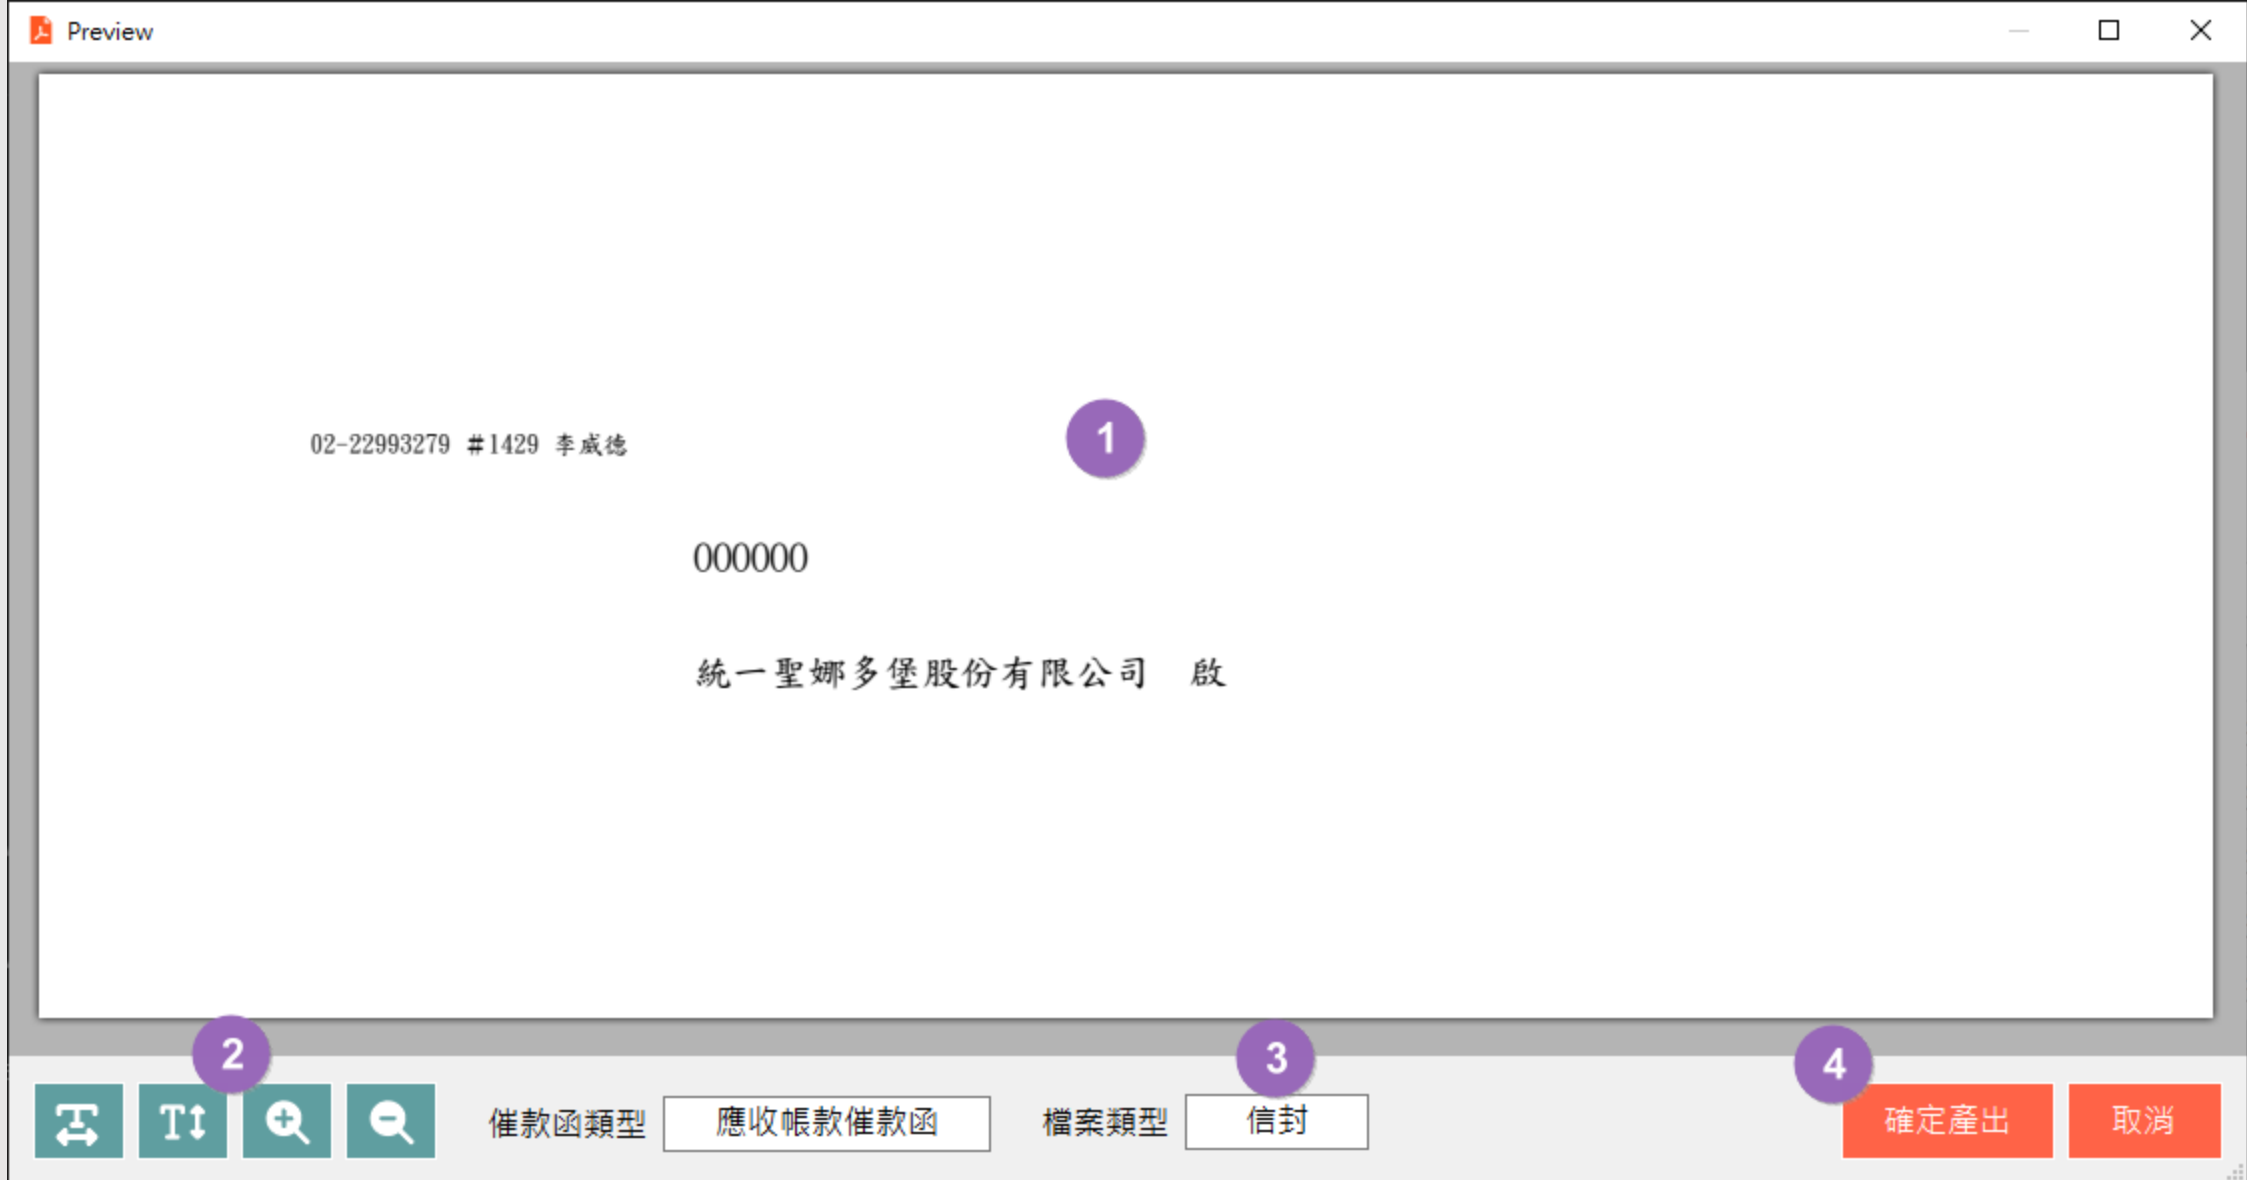 Preview
1
02-22993279 #1429 李威德
000000
統一聖娜多堡股份有限公司 啟
2
3
4
催款函類型 應收帳款催款函 檔案類型 信封 確定產出 取消